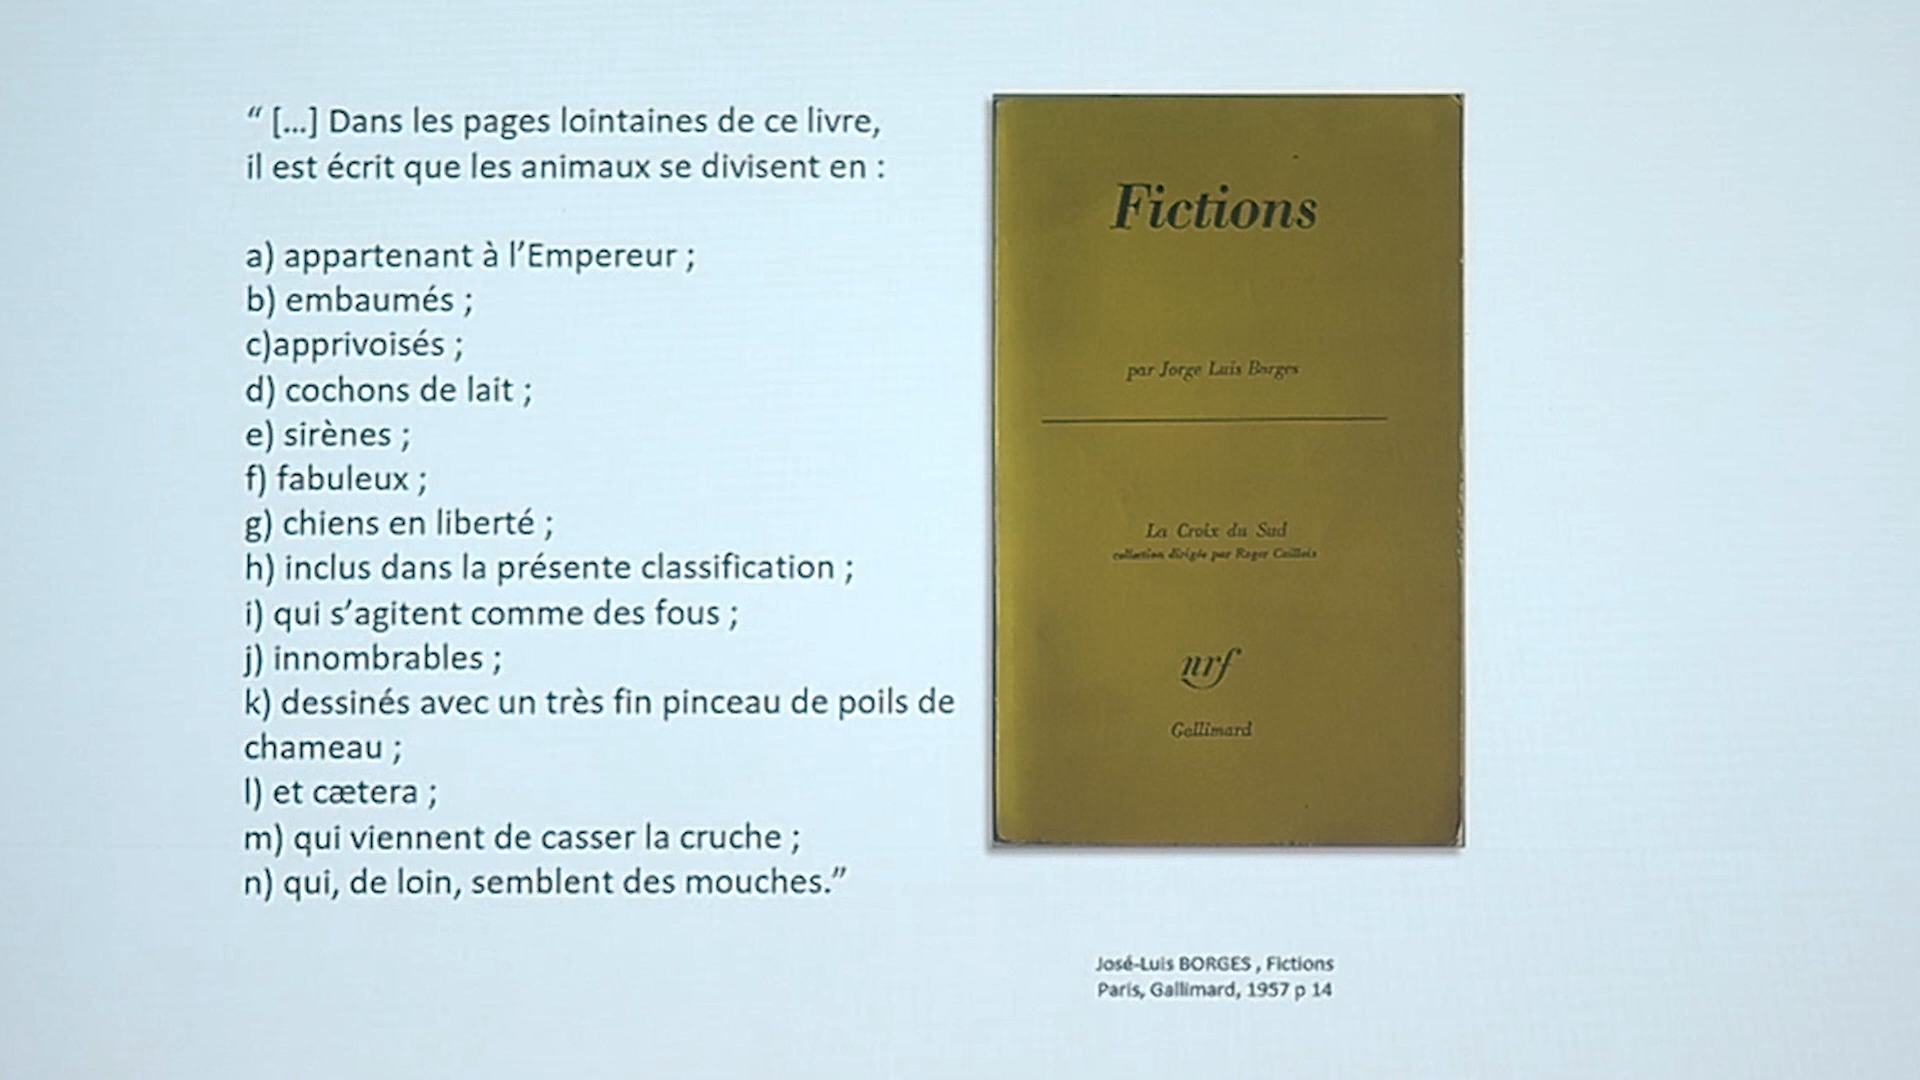 “ [...] Dans les pages lointaines de ce livre,
il est écrit que les animaux se divisent en :
a) appartenant à l’Empereur ;
b) embaumés ;
c)apprivoisés ;
d) cochons de lait ;
e) sirènes ;
f) fabuleux ;
g) chiens en liberté ;
h) inclus dans la présente classification ;
i) qui s’agitent comme des fous ;
j) innombrables ;
k) dessinés avec un très fin pinceau de poils de
chameau ;
l) et cætera ;
m) qui viennent de casser la cruche ;
n) qui, de loin, semblent des mouches.”
Fictions
par Jorge Luis Borges
La Croix du Sud
collection dirigée par Roger Caillois
nrf
Gallimard
José-Luis BORGES , Fictions
Paris, Gallimard, 1957 p 14